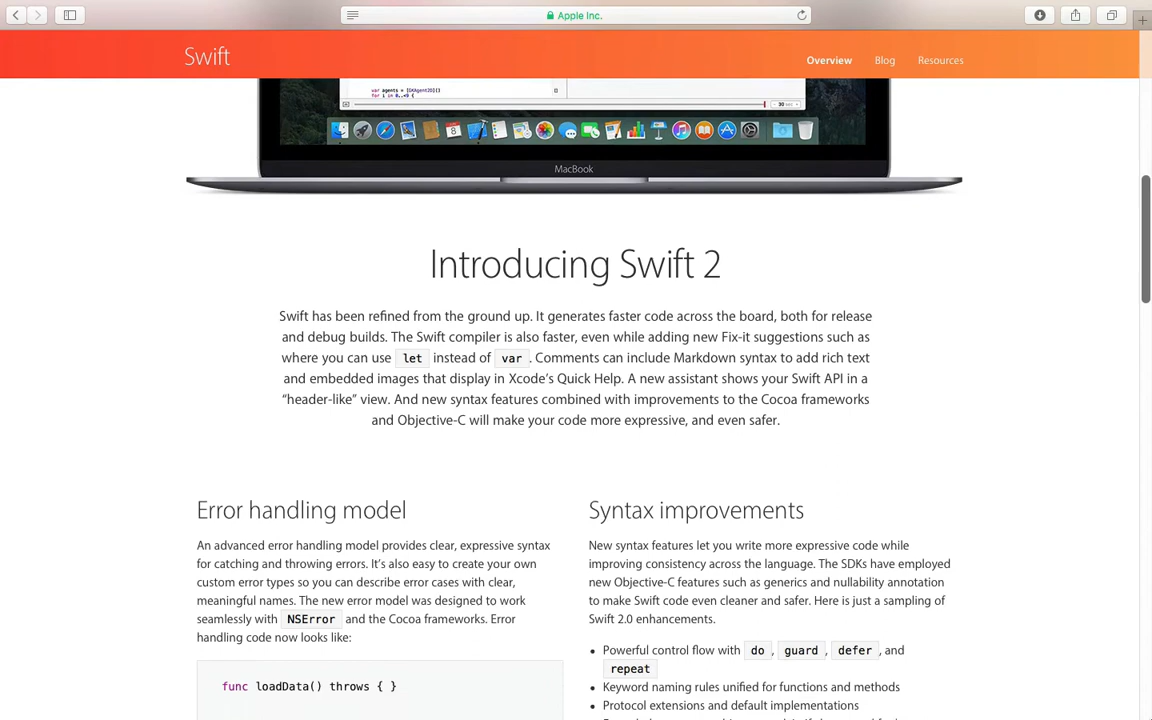 Apple Inc.
Swift
Overview Blog Resources
var agents = [GKAgent2D]()
for i in 0..<9 {
30 sec
MacBook
Introducing Swift 2
Swift has been refined from the ground up. It generates faster code across the board, both for release
and debug builds. The Swift compiler is also faster, even while adding new Fix-it suggestions such as
where you can use let instead of var. Comments can include Markdown syntax to add rich text
and embedded images that display in Xcode’s Quick Help. A new assistant shows your Swift API in a
“header-like” view. And new syntax features combined with improvements to the Cocoa frameworks
and Objective-C will make your code more expressive, and even safer.
Error handling model
An advanced error handling model provides clear, expressive syntax
for catching and throwing errors. It’s also easy to create your own
custom error types so you can describe error cases with clear,
meaningful names. The new error model was designed to work
seamlessly with NSError and the Cocoa frameworks. Error
handling code now looks like:
func loadData() throws { }
Syntax improvements
New syntax features let you write more expressive code while
improving consistency across the language. The SDKs have employed
new Objective-C features such as generics and nullability annotation
to make Swift code even cleaner and safer. Here is just a sampling of
Swift 2.0 enhancements.
• Powerful control flow with do, guard, defer, and
repeat
• Keyword naming rules unified for functions and methods
• Protocol extensions and default implementations